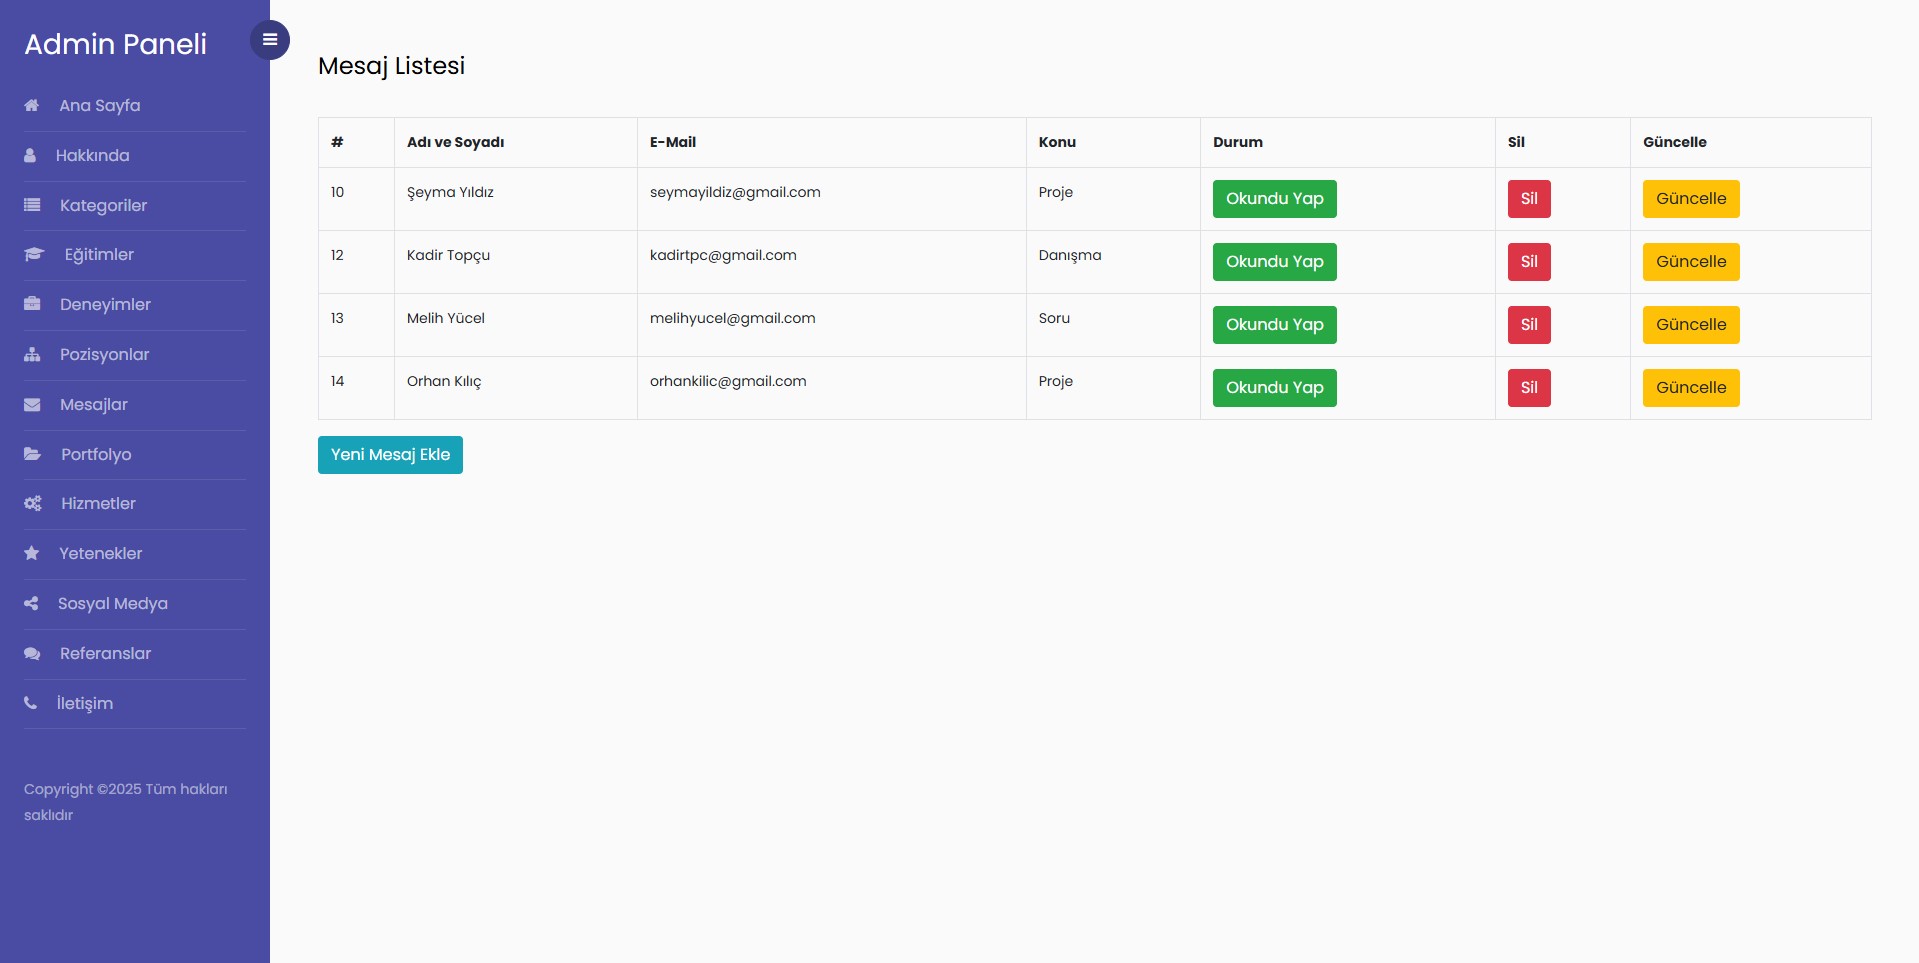 Admin Paneli
Ana Sayfa
Hakkında
Kategoriler
Eğitimler
Deneyimler
Pozisyonlar
Mesajlar
Portfolyo
Hizmetler
Yetenekler
Sosyal Medya
Referanslar
İletişim
Copyright ©2025 Tüm hakları
saklıdır
Mesaj Listesi
# Adı ve Soyadı E-Mail Konu Durum Sil Güncelle
10 Şeyma Yıldız seymayildiz@gmail.com Proje Okundu Yap Sil Güncelle
12 Kadir Topçu kadirtpc@gmail.com Danışma Okundu Yap Sil Güncelle
13 Melih Yücel melihyucel@gmail.com Soru Okundu Yap Sil Güncelle
14 Orhan Kılıç orhankilic@gmail.com Proje Okundu Yap Sil Güncelle
Yeni Mesaj Ekle